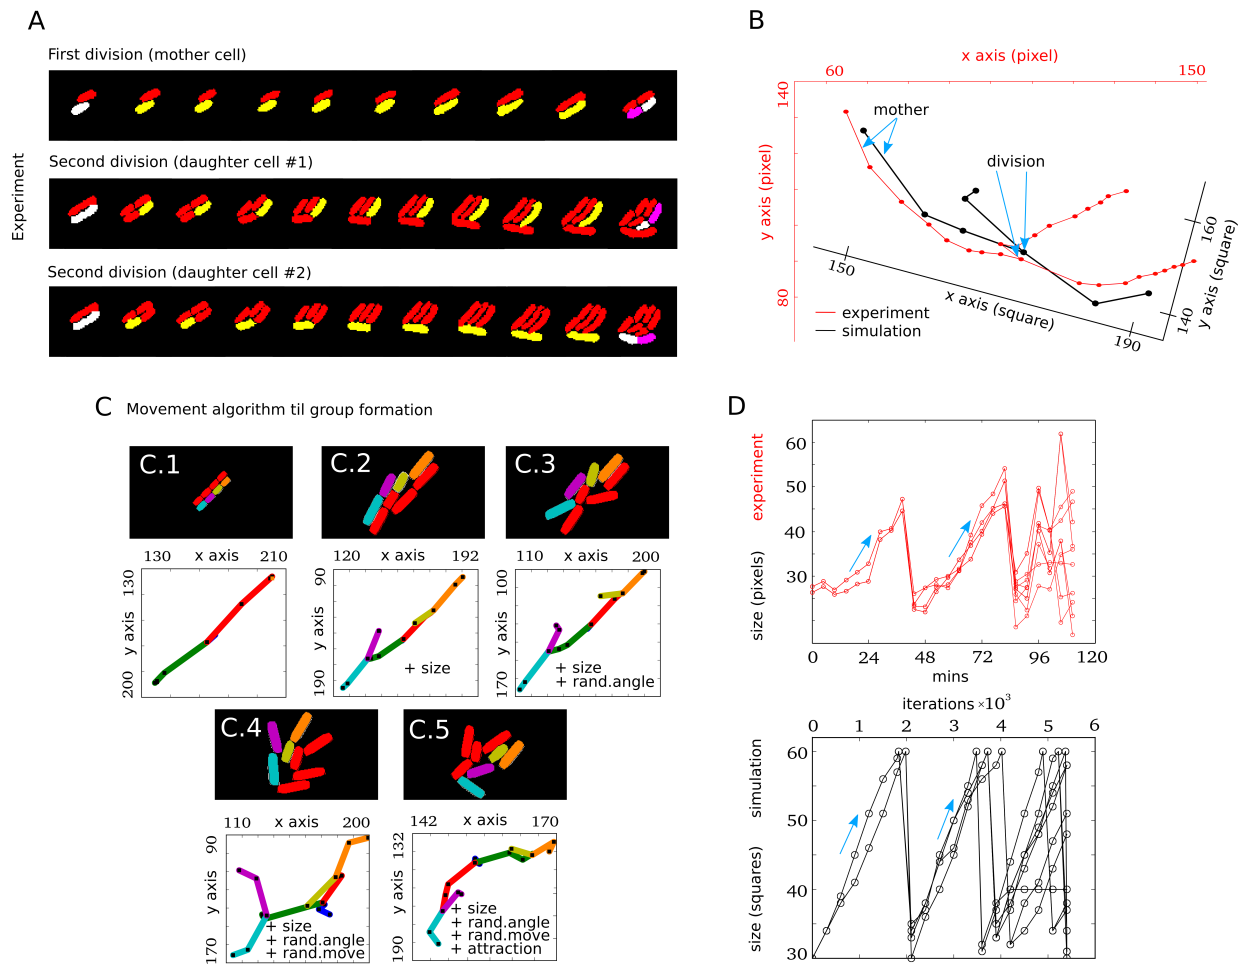 A
First division (mother cell)
Second division (daughter cell #1)
Second division (daughter cell #2)
Experiment
B
x axis (pixel)
60
150
140
80
y axis (pixel)
mother
division
150
190
x axis (square)
160
140
y axis (square)
experiment
simulation
C
Movement algorithm til group formation
C.1
130 x axis 210
130
y axis
200
C.2
120 x axis 192
90
y axis
190
+ size
C.3
110 x axis 200
100
y axis
170
+ size
+ rand.angle
C.4
110 x axis 200
90
y axis
170
+ size
+ rand.angle
+ rand.move
C.5
142 x axis 170
132
y axis
190
+ size
+ rand.angle
+ rand.move
+ attraction
D
experiment
size (pixels)
60
50
40
30
0 24 48 72 96 120
mins
iterations ×10³
0 1 2 3 4 5 6
simulation
size (squares)
60
50
40
30